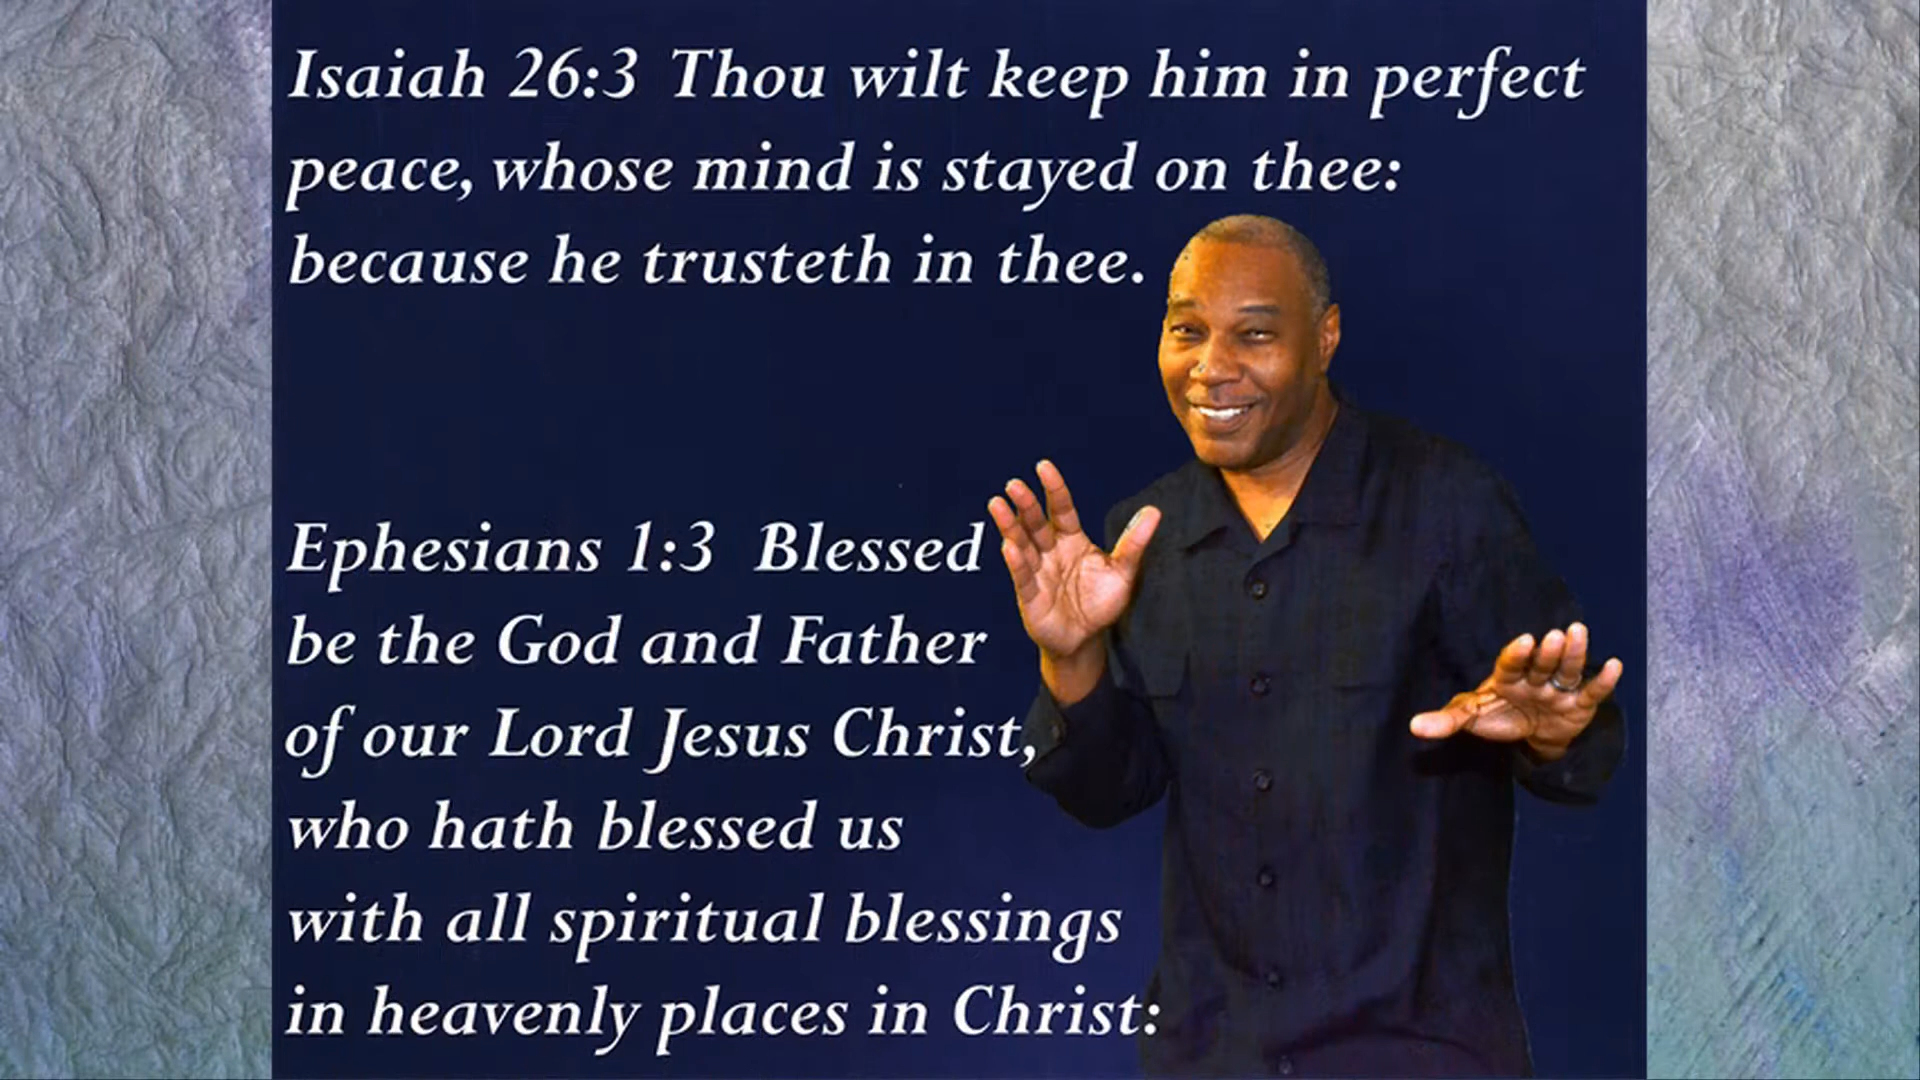 Isaiah 26:3 Thou wilt keep him in perfect
peace, whose mind is stayed on thee:
because he trusteth in thee.
Ephesians 1:3 Blessed
be the God and Father
of our Lord Jesus Christ,
who hath blessed us
with all spiritual blessings
in heavenly places in Christ: